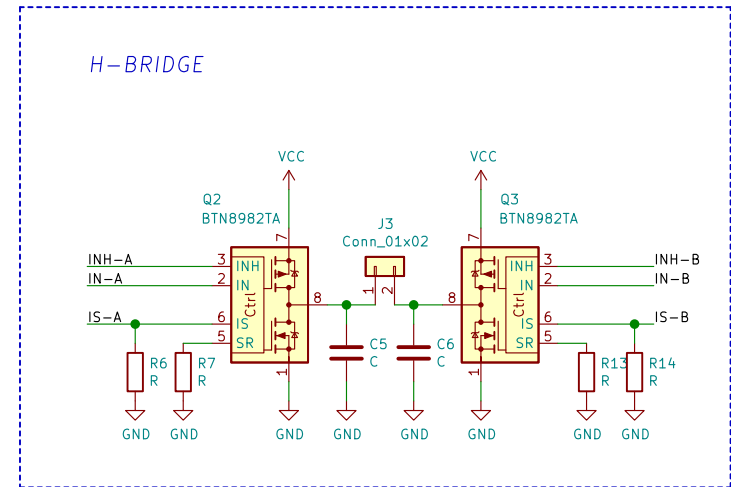 H-BRIDGE
VCC
VCC
Q2
BTN8982TA
Q3
BTN8982TA
J3
Conn_01x02
7
7
INH-A
3
INH
1
2
INH
3
INH-B
IN-A
2
IN
IN
2
IN-B
Ctrl
8
8
Ctrl
IS-A
6
IS
IS
6
IS-B
5
SR
SR
5
R6
R
R7
R
1
C5
C
C6
C
1
R13
R
R14
R
GND
GND
GND
GND
GND
GND
GND
GND